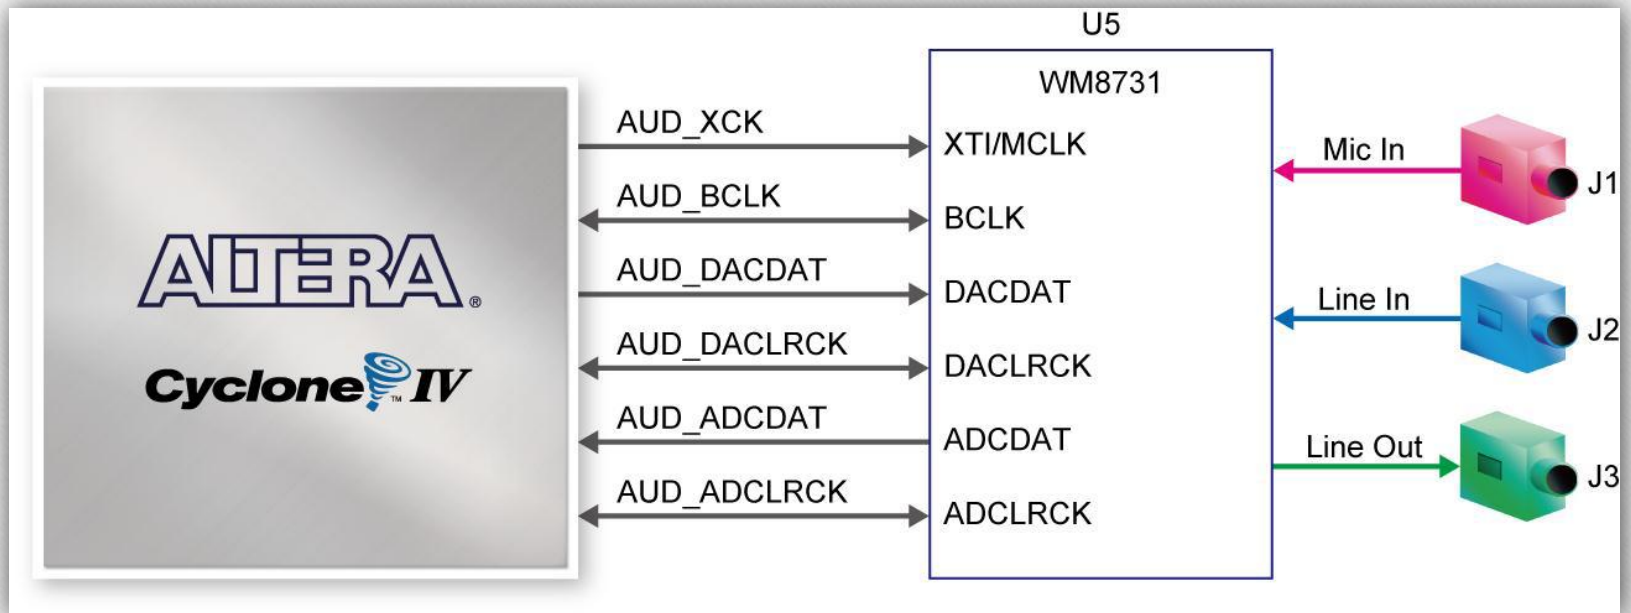 U5
WM8731
ALTERA®
Cyclone™ IV
AUD_XCK
AUD_BCLK
AUD_DACDAT
AUD_DACLRCK
AUD_ADCDAT
AUD_ADCLRCK
XTI/MCLK
BCLK
DACDAT
DACLRCK
ADCDAT
ADCLRCK
Mic In
J1
Line In
J2
Line Out
J3